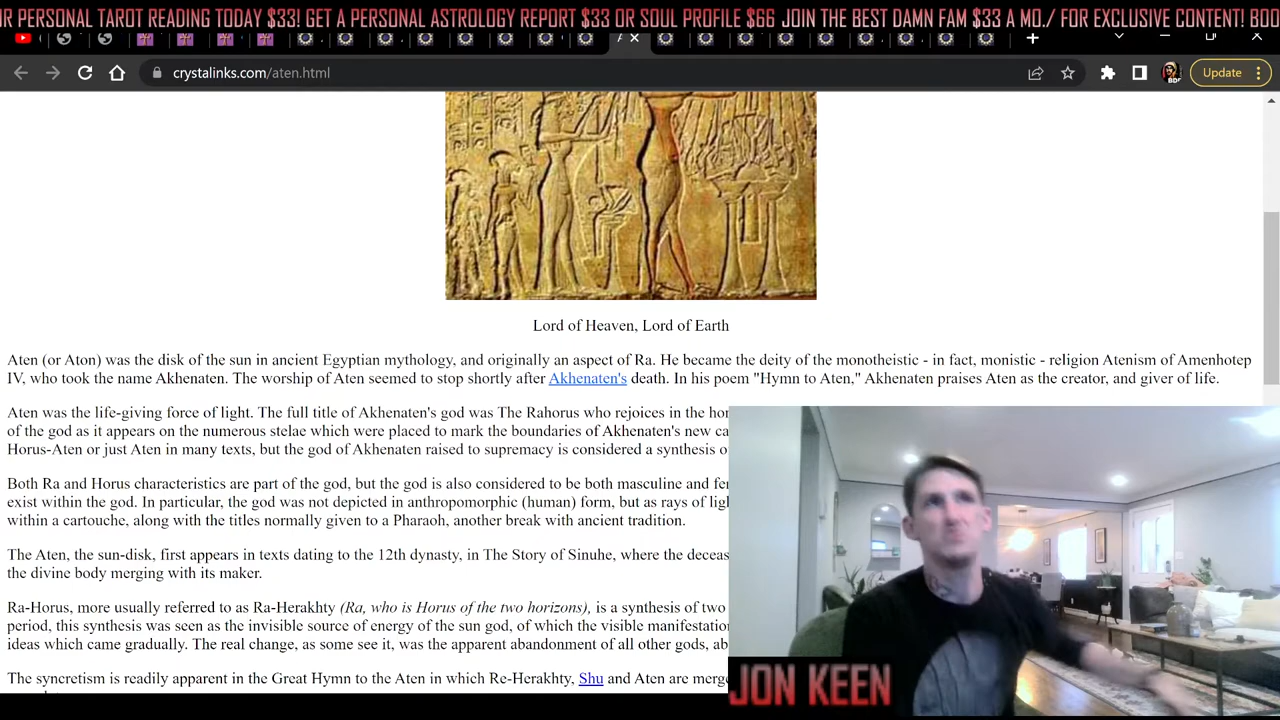 R PERSONAL TAROT READING TODAY $33! GET A PERSONAL ASTROLOGY REPORT $33 OR SOUL PROFILE $66 JOIN THE BEST DAMN FAM $33 A MO./ FOR EXCLUSIVE CONTENT! BOO
crystalinks.com/aten.html
Update
Lord of Heaven, Lord of Earth
Aten (or Aton) was the disk of the sun in ancient Egyptian mythology, and originally an aspect of Ra. He became the deity of the monotheistic - in fact, monistic - religion Atenism of Amenhotep
IV, who took the name Akhenaten. The worship of Aten seemed to stop shortly after Akhenaten's death. In his poem "Hymn to Aten," Akhenaten praises Aten as the creator, and giver of life.
Aten was the life-giving force of light. The full title of Akhenaten's god was The Rahorus who rejoices in the hor
of the god as it appears on the numerous stelae which were placed to mark the boundaries of Akhenaten's new ca
Horus-Aten or just Aten in many texts, but the god of Akhenaten raised to supremacy is considered a synthesis o
Both Ra and Horus characteristics are part of the god, but the god is also considered to be both masculine and fe
exist within the god. In particular, the god was not depicted in anthropomorphic (human) form, but as rays of lig
within a cartouche, along with the titles normally given to a Pharaoh, another break with ancient tradition.
The Aten, the sun-disk, first appears in texts dating to the 12th dynasty, in The Story of Sinuhe, where the deceas
the divine body merging with its maker.
Ra-Horus, more usually referred to as Ra-Herakhty (Ra, who is Horus of the two horizons), is a synthesis of two
period, this synthesis was seen as the invisible source of energy of the sun god, of which the visible manifestation
ideas which came gradually. The real change, as some see it, was the apparent abandonment of all other gods, ab
The syncretism is readily apparent in the Great Hymn to the Aten in which Re-Herakhty, Shu and Aten are merge
JON KEEN